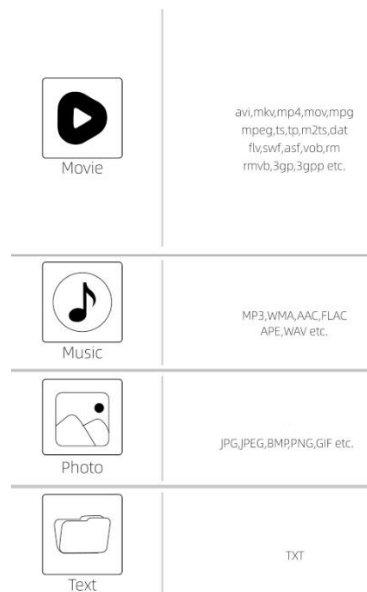 Movie
avi,mkv,mp4,mov,mpg
mpeg,ts,tp,m2ts,dat
flv,swf,asf,vob,rm
rmvb,3gp,3gpp etc.
Music
MP3,WMA,AAC,FLAC
APE,WAV etc.
Photo
JPG,JPEG,BMP,PNG,GIF etc.
Text
TXT